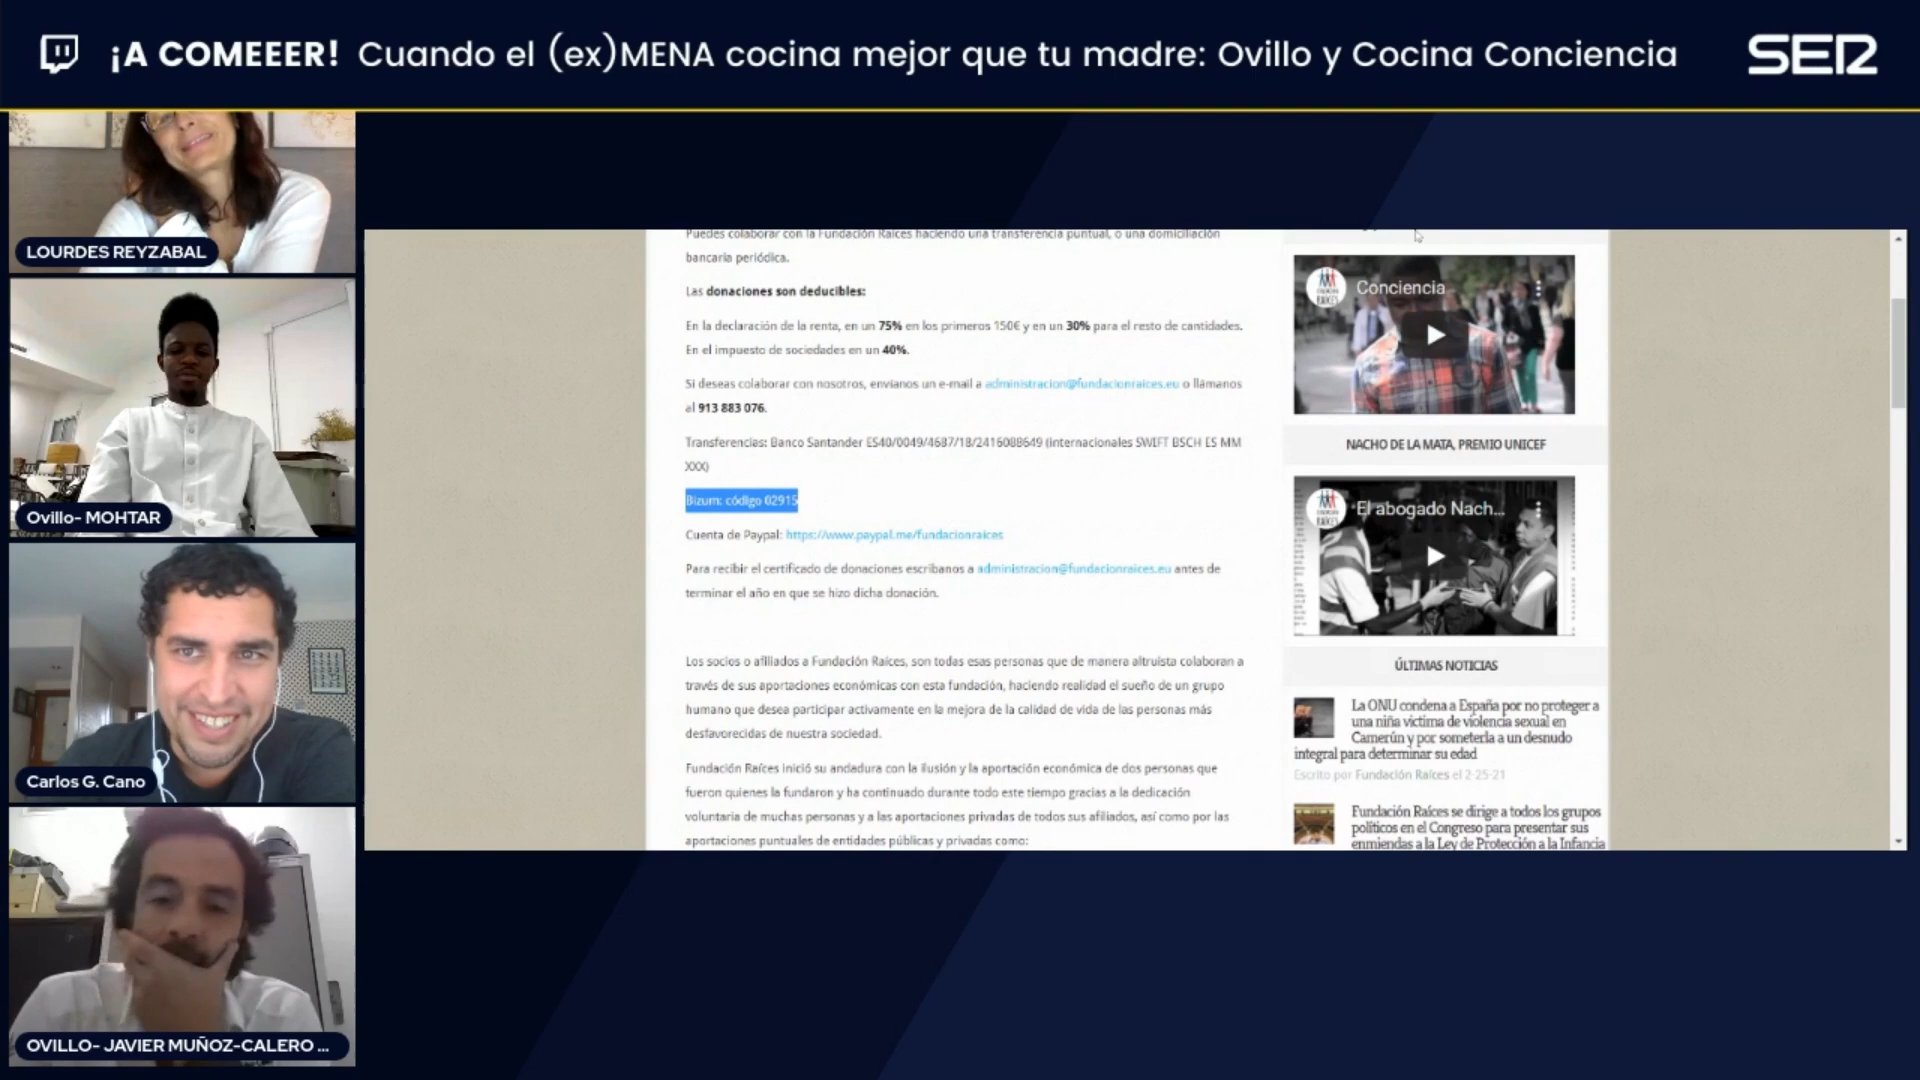 ¡A COMEEER! Cuando el (ex)MENA cocina mejor que tu madre: Ovillo y Cocina Conciencia
SER
LOURDES REYZABAL
Ovillo- MOHTAR
Carlos G. Cano
OVILLO- JAVIER MUÑOZ-CALERO ...
Puedes colaborar con la Fundación Raíces haciendo una transferencia puntual, o una domiciliación
bancaria periódica.
Las donaciones son deducibles:
En la declaración de la renta, en un 75% en los primeros 150€ y en un 30% para el resto de cantidades.
En el impuesto de sociedades en un 40%.
Si deseas colaborar con nosotros, envíanos un e-mail a administracion@fundacionraices.eu o llámanos
al 913 883 076.
Transferencias: Banco Santander ES40/0049/4687/18/2416088649 (internacionales SWIFT BSCH ES MM
XXX)
Bizum: código 02915
Cuenta de Paypal: https://www.paypal.me/fundacionraices
Para recibir el certificado de donaciones escríbanos a administracion@fundacionraices.eu antes de
terminar el año en que se hizo dicha donación.
Los socios o afiliados a Fundación Raíces, son todas esas personas que de manera altruista colaboran a
través de sus aportaciones económicas con esta fundación, haciendo realidad el sueño de un grupo
humano que desea participar activamente en la mejora de la calidad de vida de las personas más
desfavorecidas de nuestra sociedad.
Fundación Raíces inició su andadura con la ilusión y la aportación económica de dos personas que
fueron quienes la fundaron y ha continuado durante todo este tiempo gracias a la dedicación
voluntaria de muchas personas y a las aportaciones privadas de todos sus afiliados, así como por las
aportaciones puntuales de entidades públicas y privadas como:
Conciencia
NACHO DE LA MATA, PREMIO UNICEF
El abogado Nach...
ÚLTIMAS NOTICIAS
La ONU condena a España por no proteger a
una niña víctima de violencia sexual en
Camerún y por someterla a un desnudo
integral para determinar su edad
Escrito por Fundación Raíces el 2-25-21
Fundación Raíces se dirige a todos los grupos
políticos en el Congreso para presentar sus
enmiendas a la Ley de Protección a la Infancia